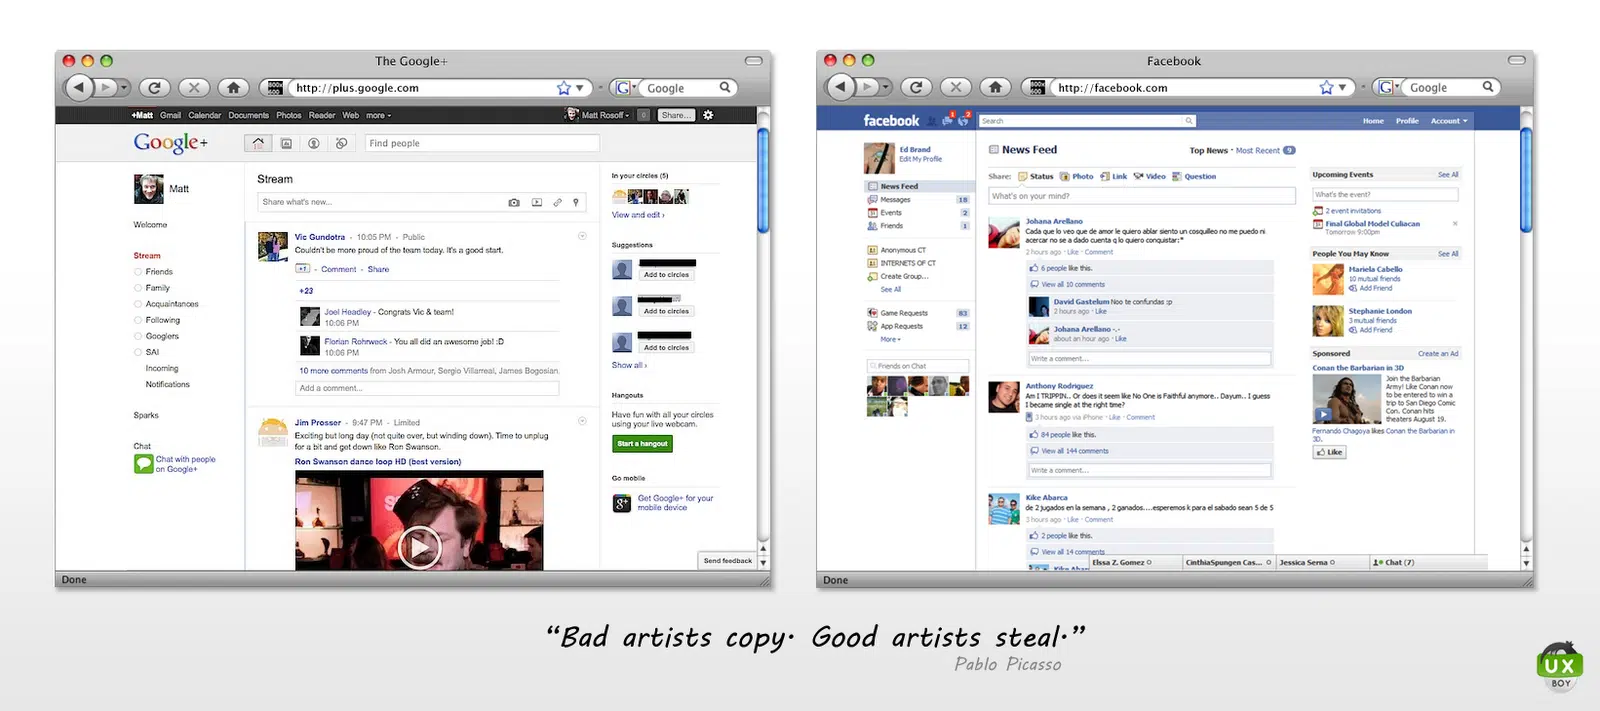 The Google+
http://plus.google.com
Google
+Matt Gmail Calendar Documents Photos Reader Web more
Matt Rosoff 0 Share...
Google+
Find people
Matt
Welcome
Stream
Friends
Family
Acquaintances
Following
Googlers
SAI
Incoming
Notifications
Sparks
Chat
Chat with people
on Google+
Stream
Share what's new...
Vic Gundotra - 10:05 PM - Public
Couldn't be more proud of the team today. It's a good start.
+1 - Comment - Share
+23
Joel Headley - Congrats Vic & team!
10:06 PM
Florian Rohrweck - You all did an awesome job! :D
10:06 PM
10 more comments from Josh Armour, Sergio Villarreal, James Bogosian.
Add a comment...
Jim Prosser - 9:47 PM - Limited
Exciting but long day (not quite over, but winding down). Time to unplug
for a bit and get down like Ron Swanson.
Ron Swanson dance loop HD (best version)
In your circles (5)
View and edit ›
Suggestions
Add to circles
Add to circles
Add to circles
Show all ›
Hangouts
Have fun with all your circles
using your live webcam.
Start a hangout
Go mobile
g+
Get Google+ for your
mobile device
Send feedback
Done
Facebook
http://facebook.com
Google
facebook
1
2
Search
Home Profile Account
Ed Brand
Edit My Profile
News Feed
Messages 18
Events 2
Friends 1
Anonymous CT
INTERNETS OF CT
Create Group...
See All
Game Requests 83
App Requests 12
More
Friends on Chat
News Feed
Top News · Most Recent 9
Share: Status Photo Link Video Question
What's on your mind?
Johana Arellano
Cada que lo veo que de amor le quiero ablar siento un cosquilleo no me puedo ni
acercar no se a dado cuenta q lo quiero conquistar:*
2 hours ago · Like · Comment
6 people like this.
View all 10 comments
David Gastelum Noo te confundas :p
2 hours ago · Like
Johana Arellano -.-
about an hour ago · Like
Write a comment...
Anthony Rodriguez
Am I TRIPPIN.. Or does it seem like No One is Faithful anymore.. Dayum.. I guess
I became single at the right time?
3 hours ago via iPhone · Like · Comment
84 people like this.
View all 144 comments
Write a comment...
Kike Abarca
de 2 jugados en la semana , 2 ganados....esperemos k para el sabado sean 5 de 5
3 hours ago · Like · Comment
2 people like this.
View all 14 comments
Kike Abarca
Upcoming Events See All
What's the event?
2 event invitations
Final Global Model Culiacan
Tomorrow 9:00pm
People You May Know See All
Mariela Cabello
10 mutual friends
Add Friend
Stephanie London
3 mutual friends
Add Friend
Sponsored Create an Ad
Conan the Barbarian in 3D
Join the Barbarian
Army! Like Conan now
to be entered to win a
trip to San Diego Comic
Con. Conan hits
theaters August 19.
Fernando Chagoya likes Conan the Barbarian in
3D.
Like
Elssa Z. Gomez
CinthiaSpungen Cas...
Jessica Serna
Chat (7)
Done
“Bad artists copy. Good artists steal.”
Pablo Picasso
UX
BOY